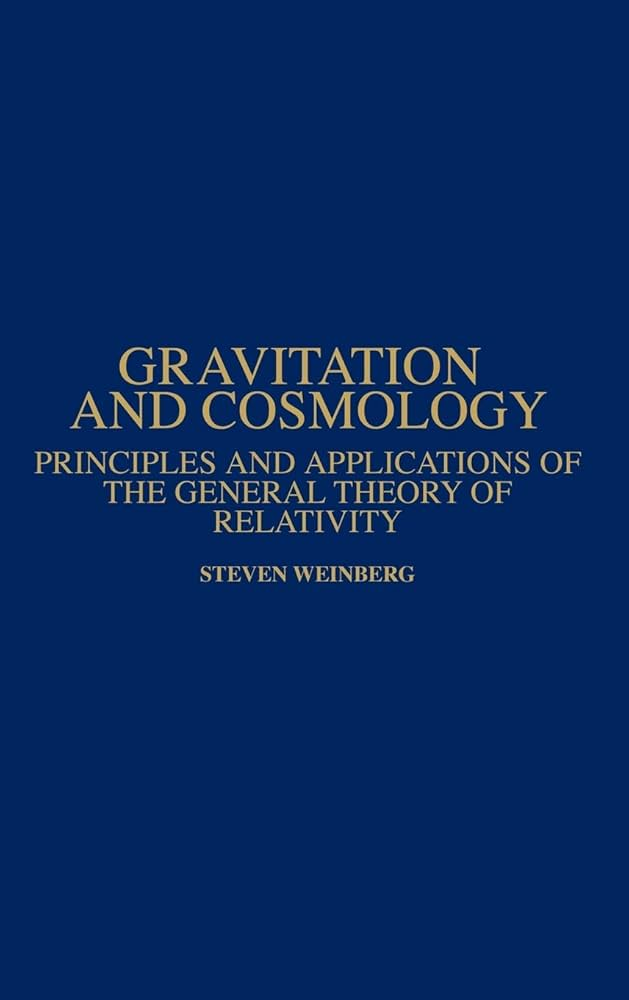 GRAVITATION
AND COSMOLOGY
PRINCIPLES AND APPLICATIONS OF
THE GENERAL THEORY OF
RELATIVITY
STEVEN WEINBERG